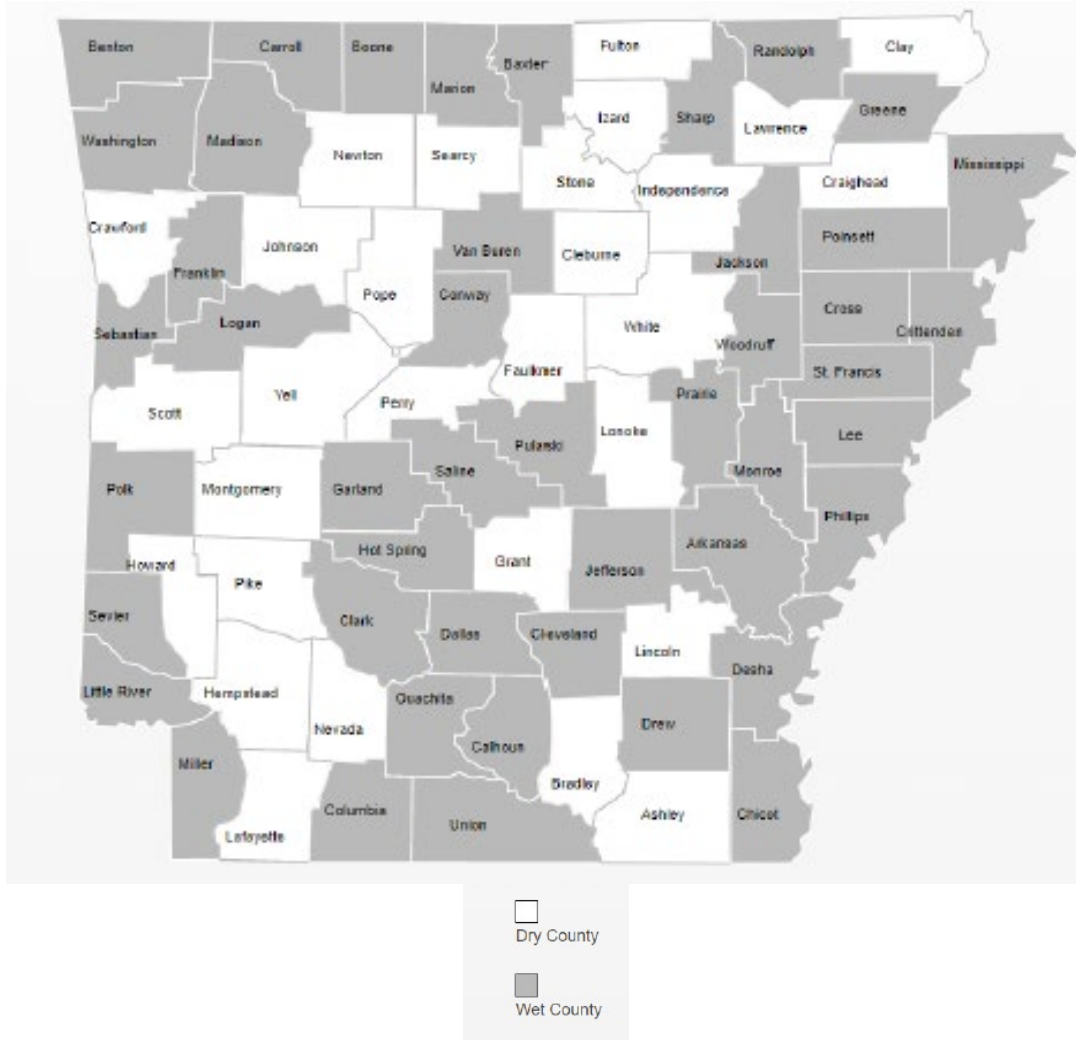 Benton
Carroll
Boone
Marion
Baxter
Fulton
Randolph
Clay
Washington
Madison
Newton
Searcy
Stone
Izard
Sharp
Lawrence
Greene
Independence
Craighead
Mississippi
Crawford
Franklin
Johnson
Pope
Van Buren
Conway
Cleburne
Jackson
Poinsett
Sebastian
Logan
White
Woodruff
Cross
Crittenden
Scott
Yell
Perry
Faulkner
Prairie
St. Francis
Lonoke
Pulaski
Lee
Polk
Montgomery
Garland
Saline
Monroe
Phillips
Howard
Pike
Hot Spring
Grant
Jefferson
Arkansas
Sevier
Clark
Dallas
Cleveland
Lincoln
Desha
Little River
Hempstead
Nevada
Ouachita
Calhoun
Drew
Miller
Lafayette
Columbia
Union
Bradley
Ashley
Chicot
Dry County
Wet County